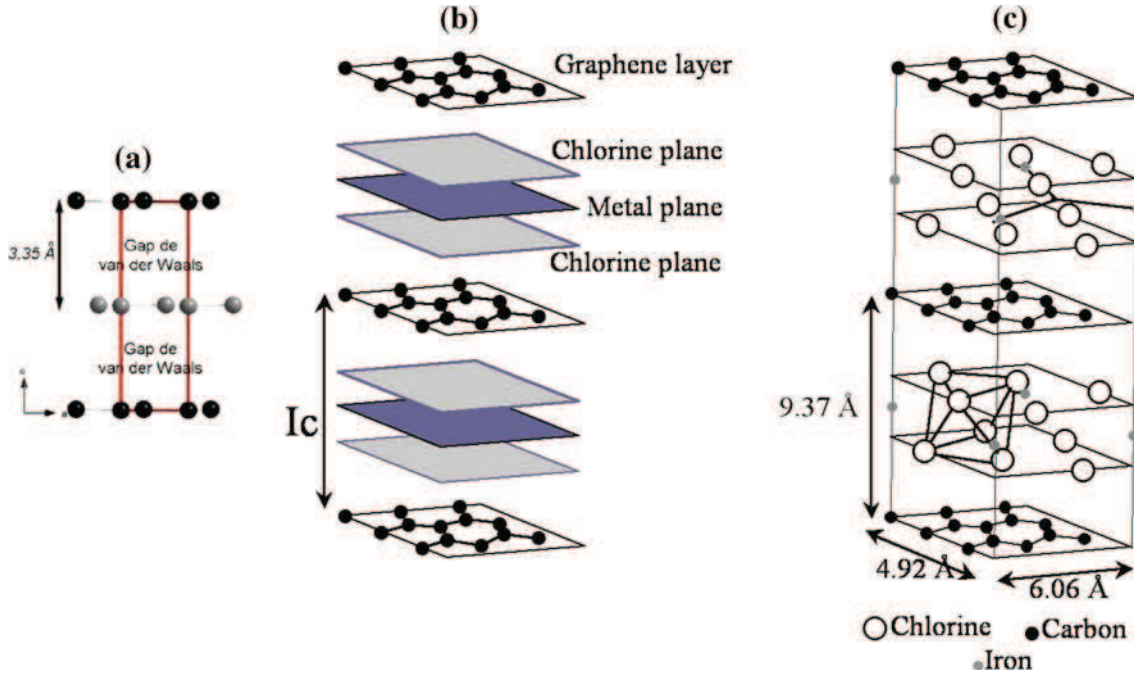 (a)
3,35 Å
Gap de
van der Waals
Gap de
van der Waals
(b)
Graphene layer
Chlorine plane
Metal plane
Chlorine plane
Ic
(c)
9.37 Å
4.92 Å
6.06 Å
Chlorine
Carbon
Iron